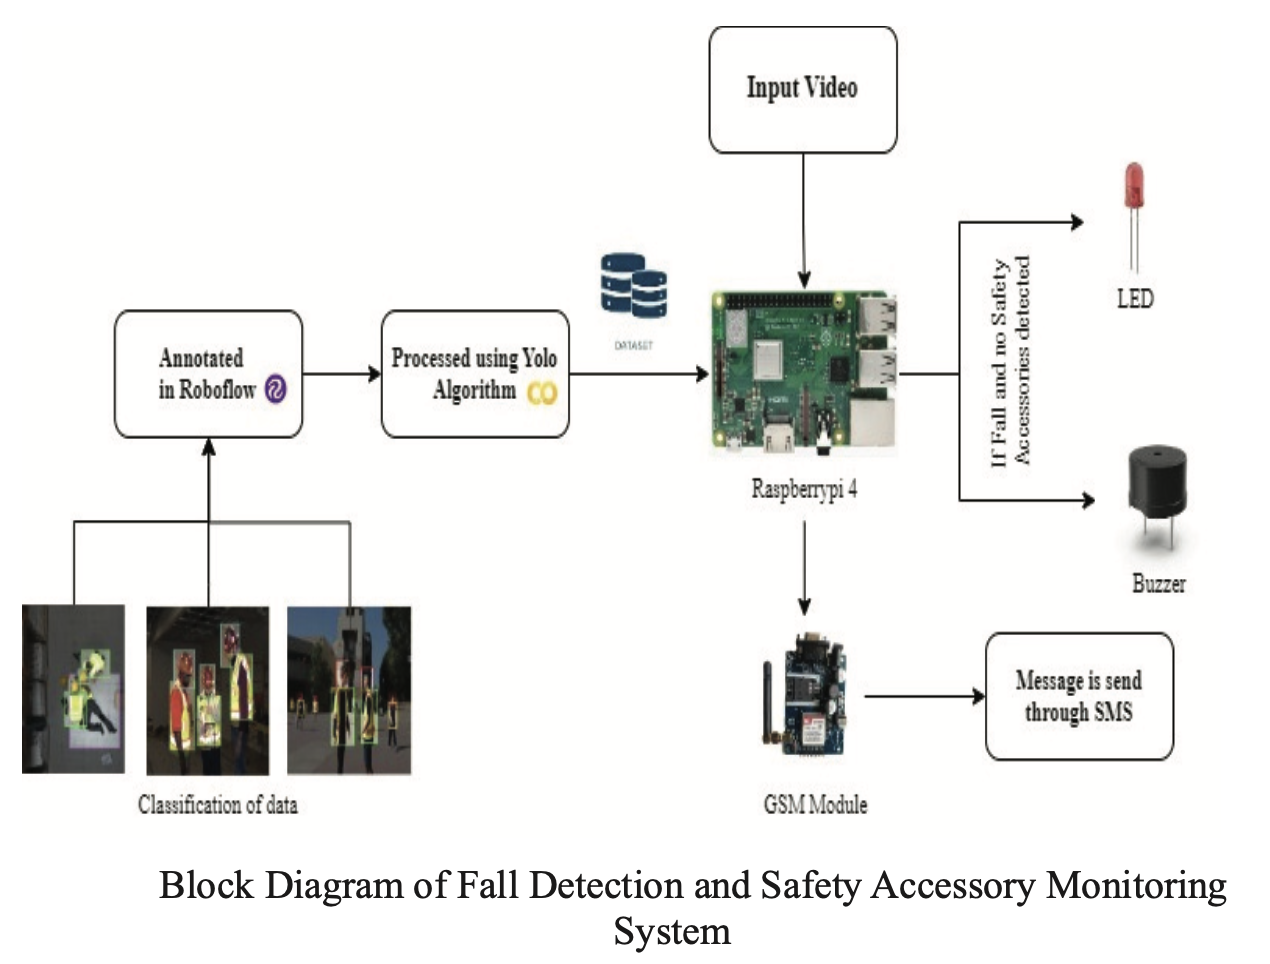 Input Video
DATASET
Annotated
in Roboflow
Processed using Yolo
Algorithm
HDMI
Raspberrypi 4
If Fall and no Safety
Accessories detected
LED
Buzzer
Classification of data
GSM Module
Message is send
through SMS
Block Diagram of Fall Detection and Safety Accessory Monitoring
System